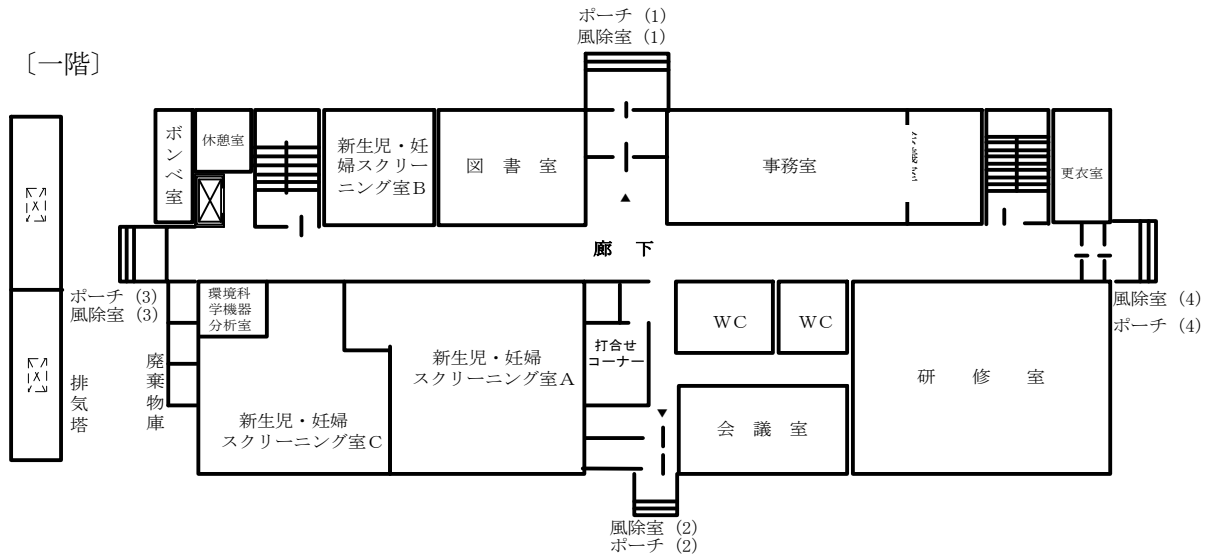 ポーチ (1)
風除室 (1)
〔一階〕
ボンベ室
休憩室
新生児・妊
婦スクリー
ニング室B
図書室
事務室
更衣室
廊下
ポーチ (3)
風除室 (3)
環境科
学機器
分析室
WC
WC
風除室 (4)
ポーチ (4)
打合せ
コーナー
新生児・妊婦
スクリーニング室A
研修室
廃棄物庫
排気塔
新生児・妊婦
スクリーニング室C
会議室
風除室 (2)
ポーチ (2)